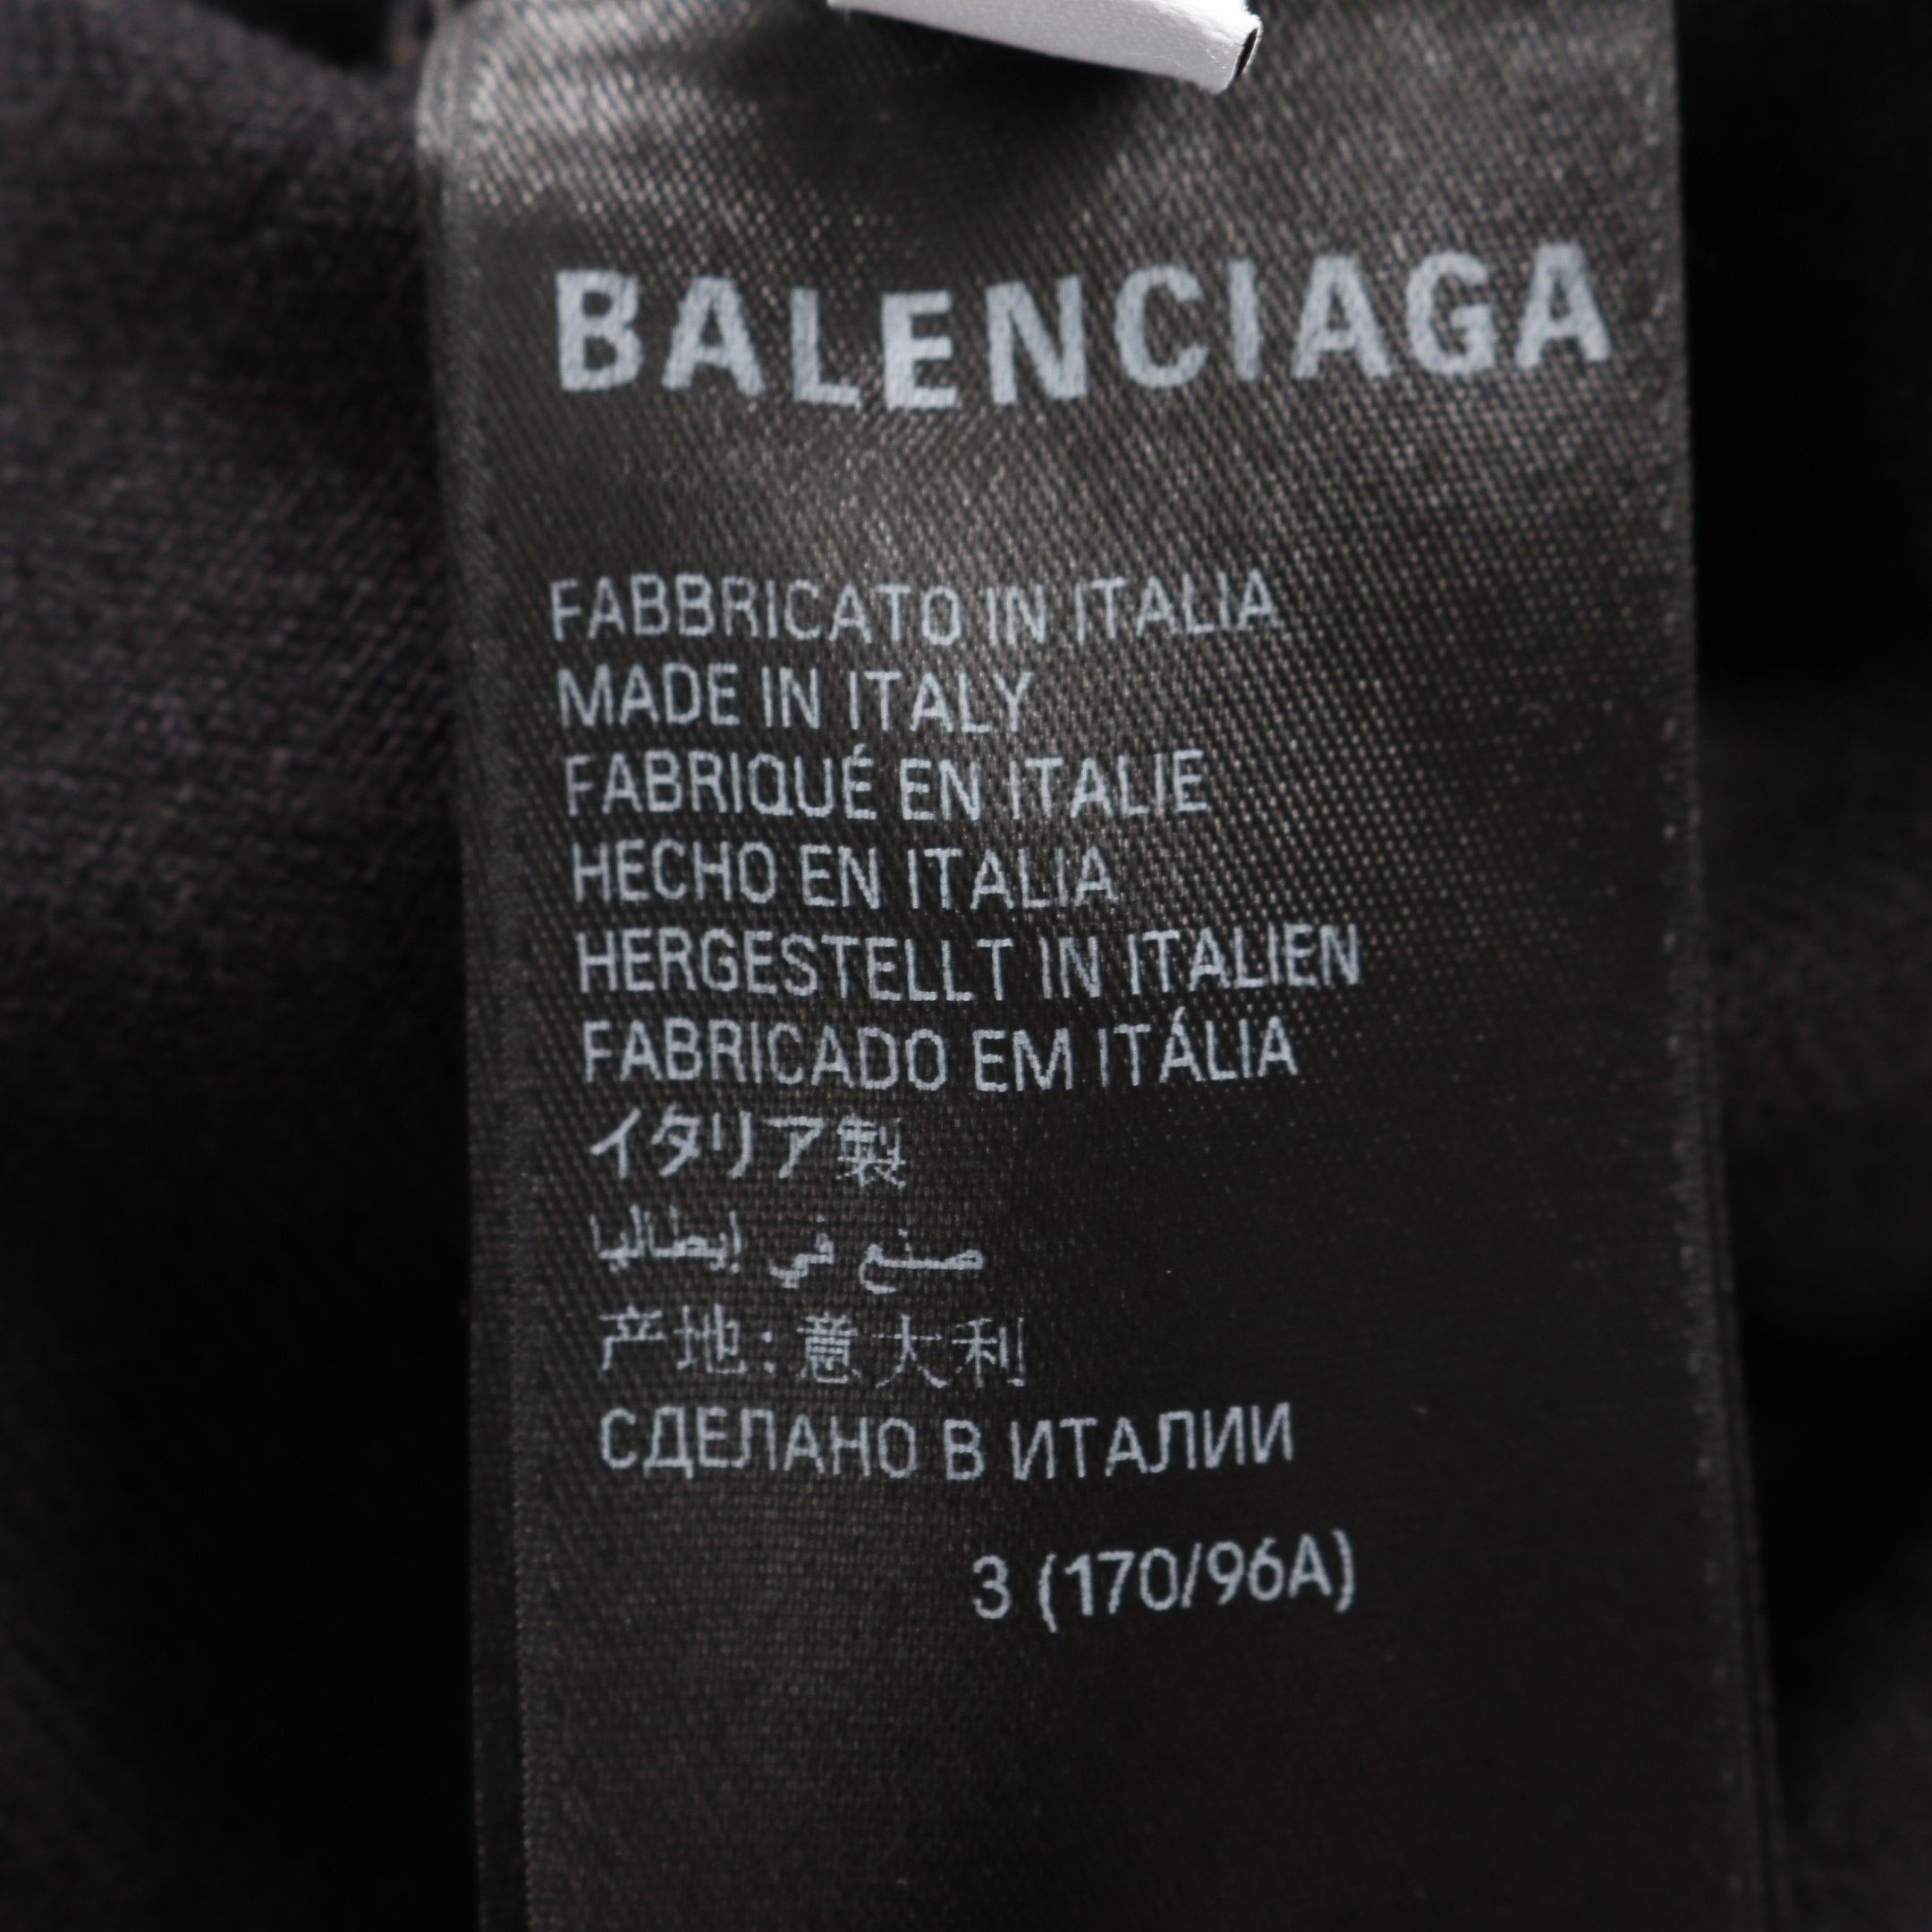 BALENCIAGA
FABBRICATO IN ITALIA
MADE IN ITALY
FABRIQUÉ EN ITALIE
HECHO EN ITALIA
HERGESTELLT IN ITALIEN
FABRICADO EM ITÁLIA
イタリア製
صنع في إيطاليا
产地:意大利
СДЕЛАНО В ИТАЛИИ
3 (170/96A)